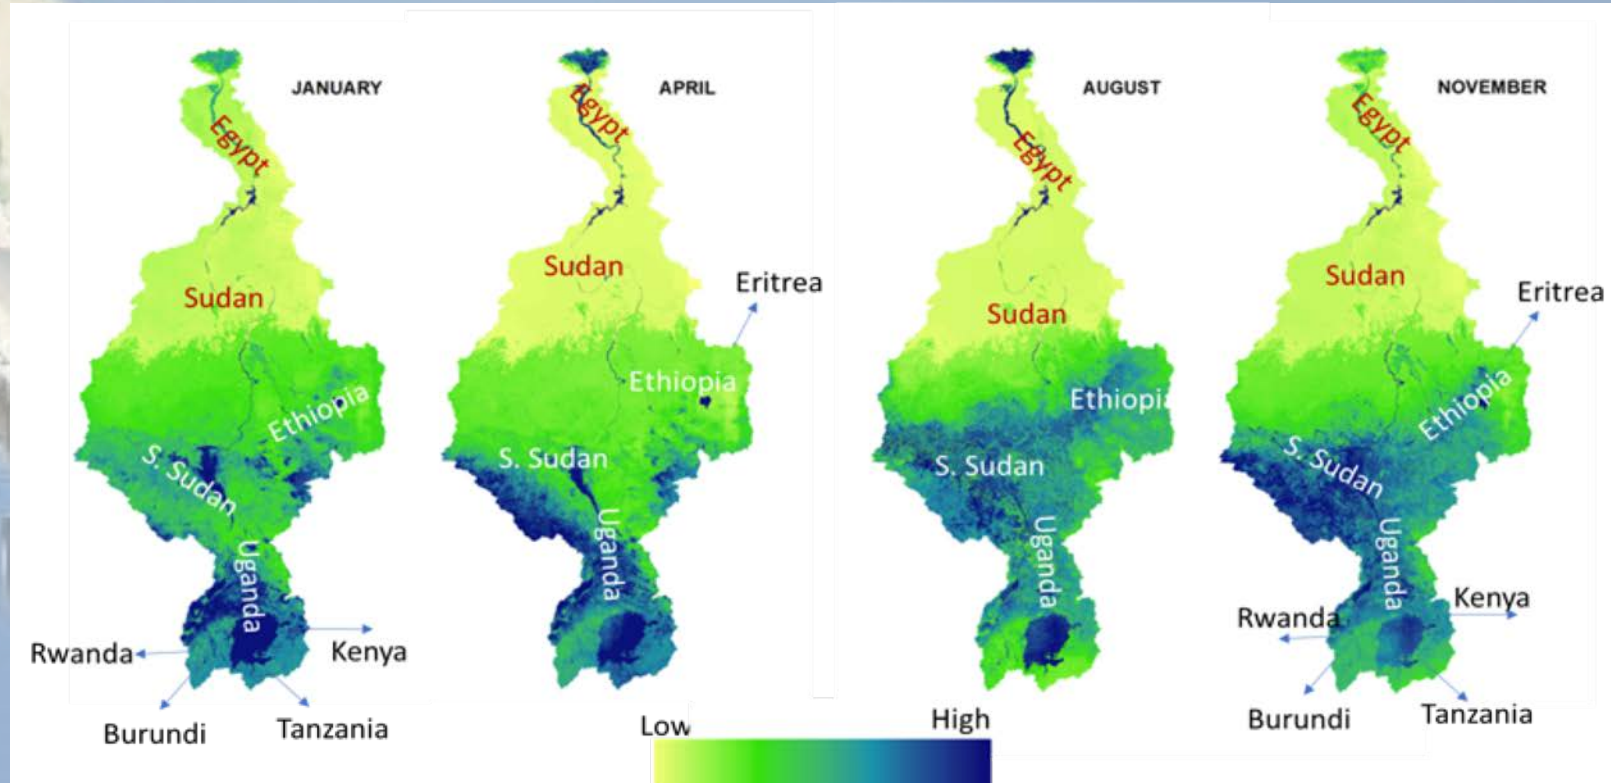 JANUARY
Egypt
Sudan
Ethiopia
S. Sudan
Uganda
Rwanda
Kenya
Burundi
Tanzania
APRIL
Egypt
Sudan
Eritrea
Ethiopia
S. Sudan
Uganda
AUGUST
Egypt
Sudan
Ethiopia
S. Sudan
Uganda
NOVEMBER
Egypt
Sudan
Eritrea
Ethiopia
S. Sudan
Uganda
Kenya
Rwanda
Burundi
Tanzania
Low
High